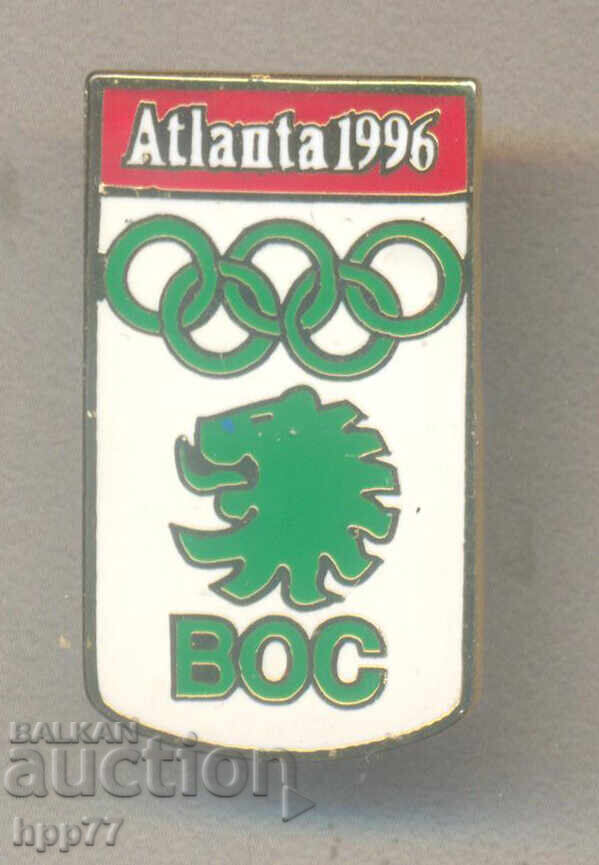 Atlanta 1996
BOC
BALKAN
auction
hpp77